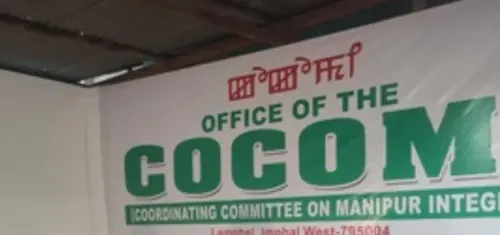 ꯀꯣꯀꯣꯃꯤ
OFFICE OF THE
COCOM
(COORDINATING COMMITTEE ON MANIPUR INTEG
Lamphel, Imphal West-795004